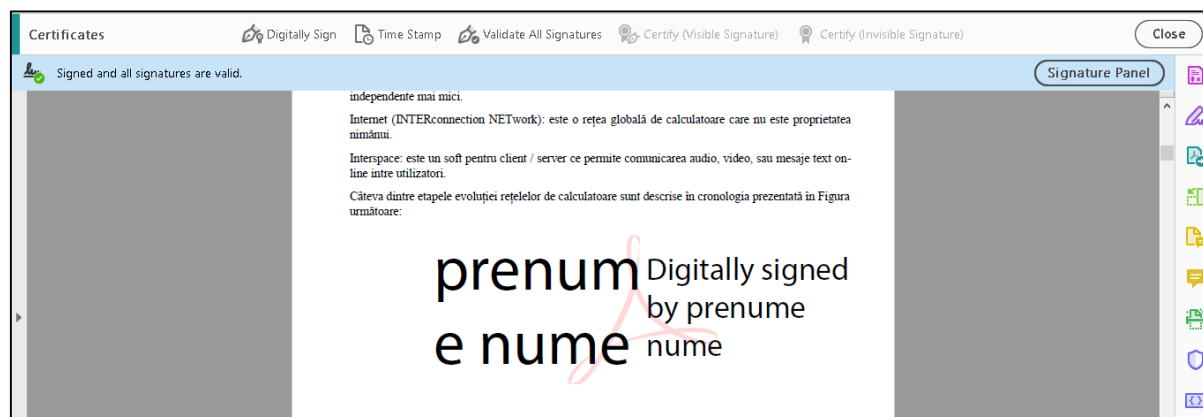 Certificates
Digitally Sign
Time Stamp
Validate All Signatures
Certify (Visible Signature)
Certify (Invisible Signature)
Close
Signed and all signatures are valid.
Signature Panel
independente mai mici.
Internet (INTERconnection NETwork): este o rețea globală de calculatoare care nu este proprietatea
nimănui.
Interspace: este un soft pentru client / server ce permite comunicarea audio, video, sau mesaje text on-
line intre utilizatori.
Câteva dintre etapele evoluției rețelelor de calculatoare sunt descrise în cronologia prezentată în Figura
următoare:
prenum
e nume
Digitally signed
by prenume
nume